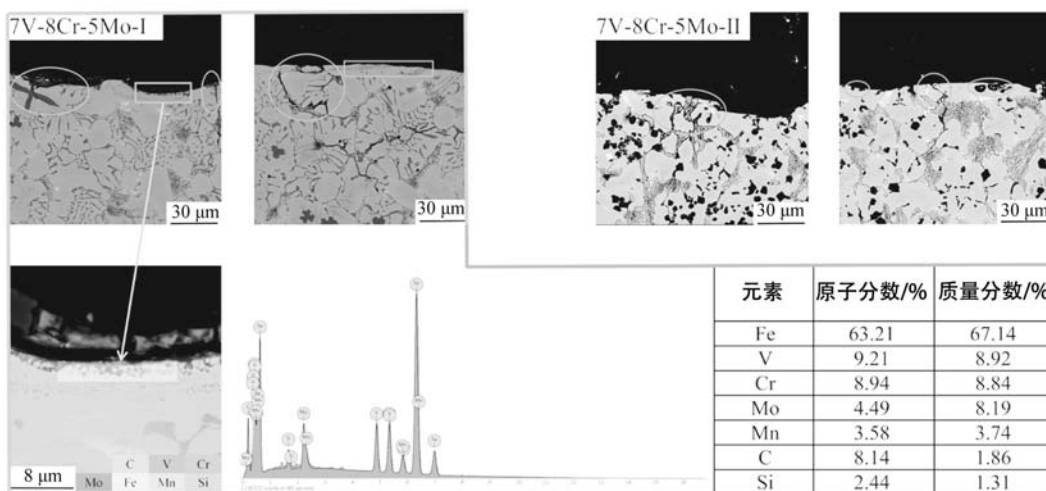 7V-8Cr-5Mo-I
7V-8Cr-5Mo-II
30 μm
30 μm
30 μm
30 μm
元素 原子分数/% 质量分数/%
Fe 63.21 67.14
V 9.21 8.92
Cr 8.94 8.84
Mo 4.49 8.19
Mn 3.58 3.74
C 8.14 1.86
Si 2.44 1.31
8 μm
C V Cr
Mo Fe Mn Si